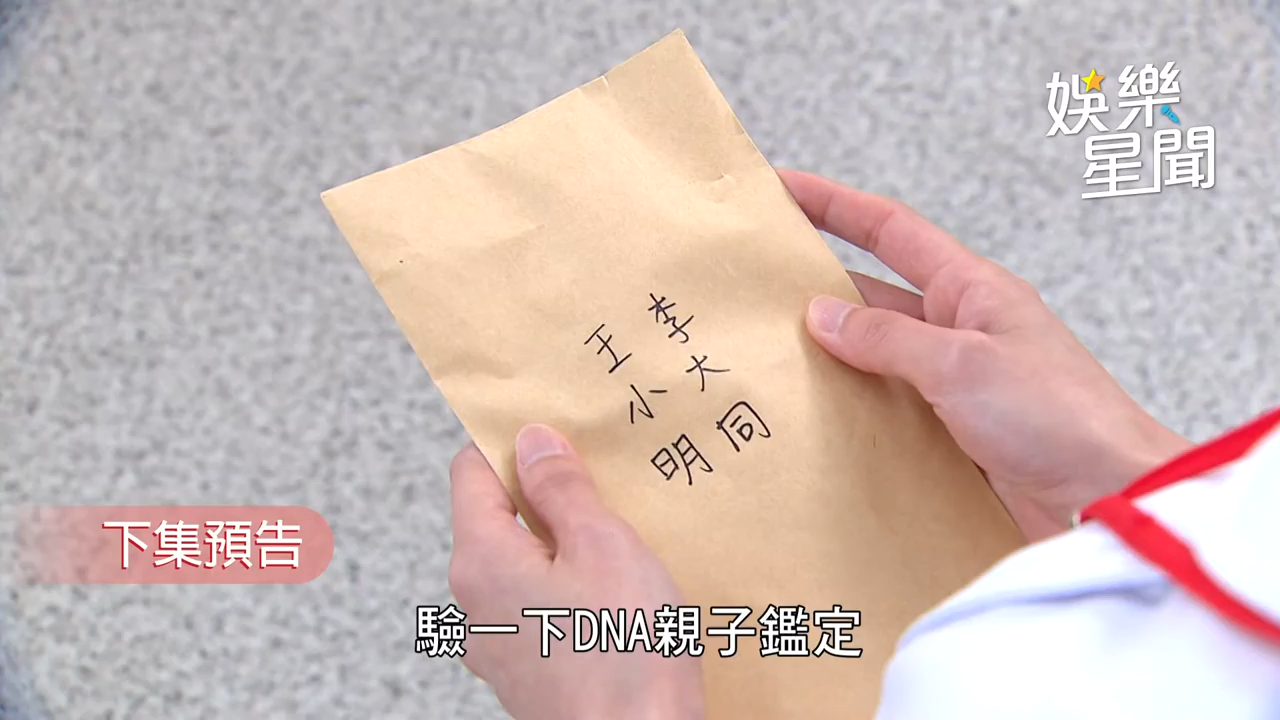 娛樂
星聞
李大同
王小明
下集預告
驗一下DNA親子鑑定